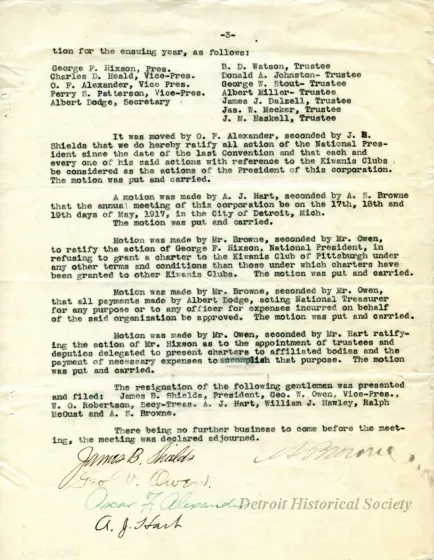 -3-
tion for the ensuing year, as follows:
George F. Hixson, Pres.
Charles D. Heald, Vice-Pres.
O. F. Alexander, Vice Pres.
Perry S. Patterson, Vice-Pres.
Albert Dodge, Secretary
B. D. Watson, Trustee
Donald A. Johnston- Trustee
George W. Stout- Trustee
Albert Miller- Trustee
James J. Dalzell, Trustee
Jas. W. Meeker, Trustee
J. M. Haskell, Trustee
It was moved by O. F. Alexander, seconded by J. B.
Shields that we do hereby ratify all action of the National Pres-
ident since the date of the last Convention and that each and
every one of his said actions with reference to the Kiwanis Clubs
be considered as the actions of the President of this corporation.
The motion was put and carried.
A motion was made by A. J. Hart, seconded by A. S. Browne
that the annual meeting of this corporation be on the 17th, 18th and
19th days of May, 1917, in the City of Detroit, Mich.
The motion was put and carried.
Motion was made by Mr. Browne, seconded by Mr. Owen,
to ratify the action of George F. Hixson, National President, in
refusing to grant a charter to the Kiwanis Club of Pittsburgh under
any other terms and conditions than those under which charters have
been granted to other Kiwanis Clubs. The motion was put and carried.
Motion was made by Mr. Browne, seconded by Mr. Owen,
that all payments made by Albert Dodge, acting National Treasurer
for any purpose or to any officer for expenses incurred on behalf
of the said organization be approved. The motion was put and carried.
Motion was made by Mr. Owen, seconded by Mr. Hart ratify-
ing the action of Mr. Hixson as to the appointment of trustees and
deputies delegated to present charters to affiliated bodies and the
payment of necessary expenses to accomplish that purpose. The motion
was put and carried.
The resignation of the following gentlemen was presented
and filed: James B. Shields, President, Geo. W. Owen, Vice-Pres.,
W. O. Robertson, Secy-Treas. A. J. Hart, William J. Hawley, Ralph
McOust and A. S. Browne.
There being no further business to come before the meet-
ing, the meeting was declared adjourned.
James B. Shields
A S Browne
Geo. V. Owen
Oscar F. Alexander
A. J. Hart
Detroit Historical Society